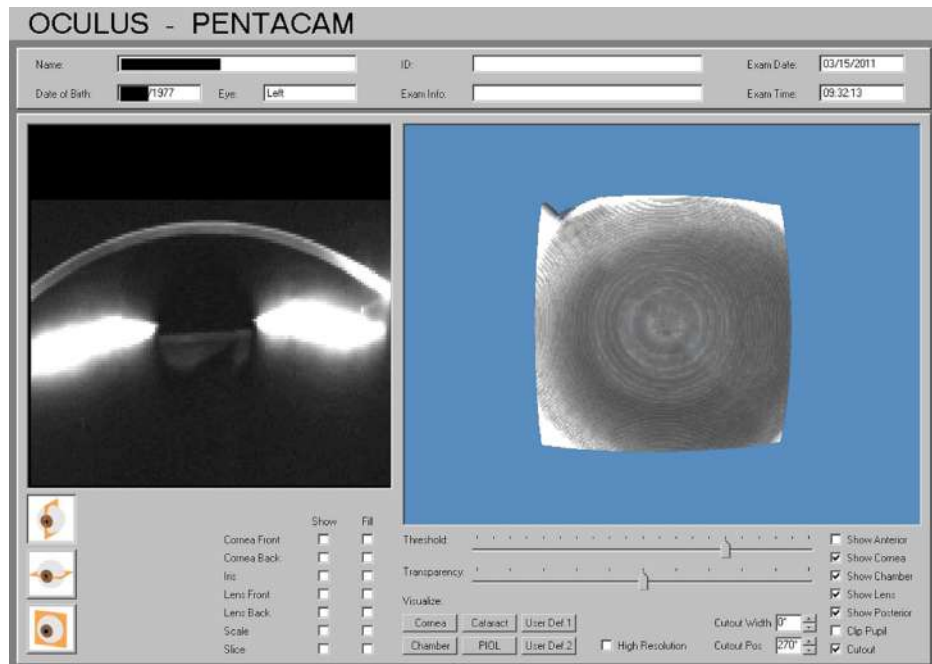 OCULUS - PENTACAM
Name: ID: Exam Date: 03/15/2011
Date of Birth: /1977 Eye: Left Exam Info: Exam Time: 09:32:13
Show Fill
Cornea Front
Cornea Back
Iris
Lens Front
Lens Back
Scale
Slice
Threshold:
Transparency:
Visualize:
Cornea Cataract User Def.1
Chamber PIOL User Def.2
High Resolution
Cutout Width 0°
Cutout Pos 270°
Show Anterior
Show Cornea
Show Chamber
Show Lens
Show Posterior
Clip Pupil
Cutout